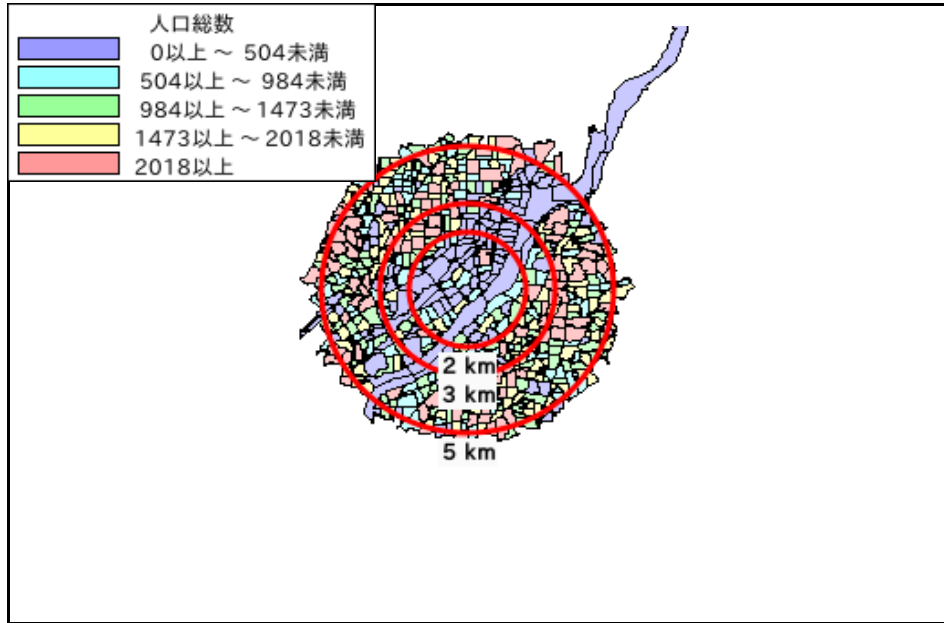 人口総数
0以上 ～ 504未満
504以上 ～ 984未満
984以上 ～ 1473未満
1473以上 ～ 2018未満
2018以上
2 km
3 km
5 km